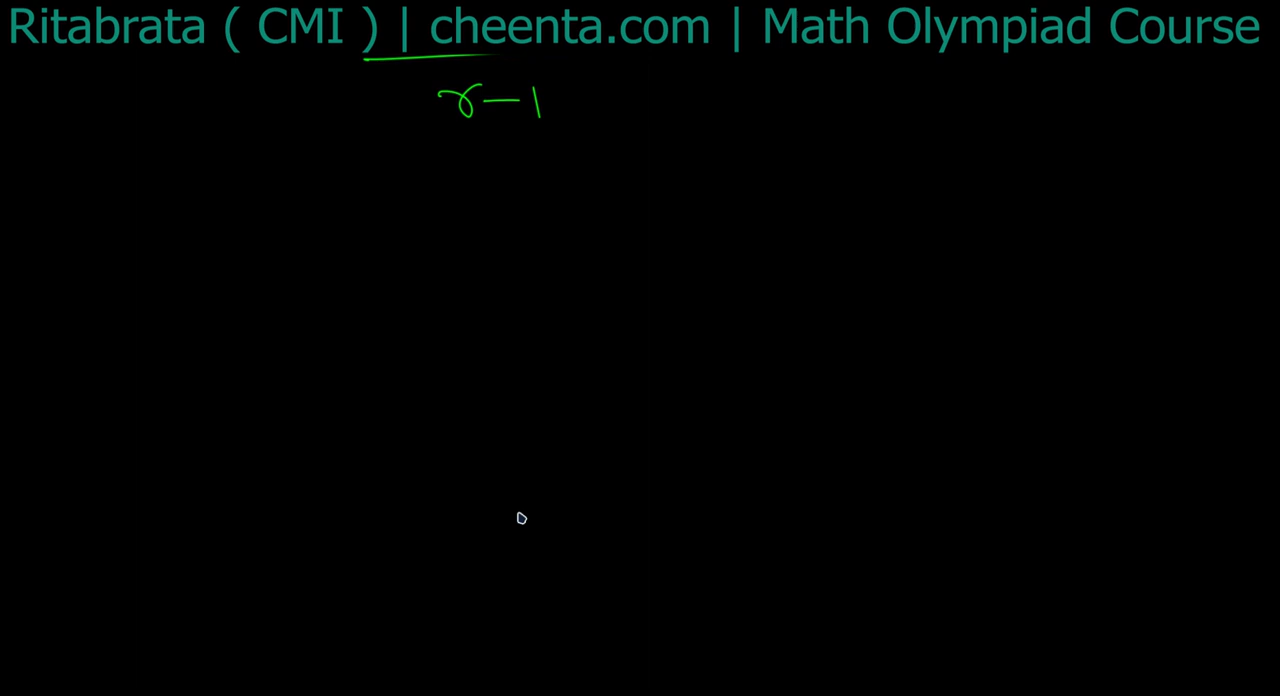 Ritabrata ( CMI ) | cheenta.com | Math Olympiad Course
r-1